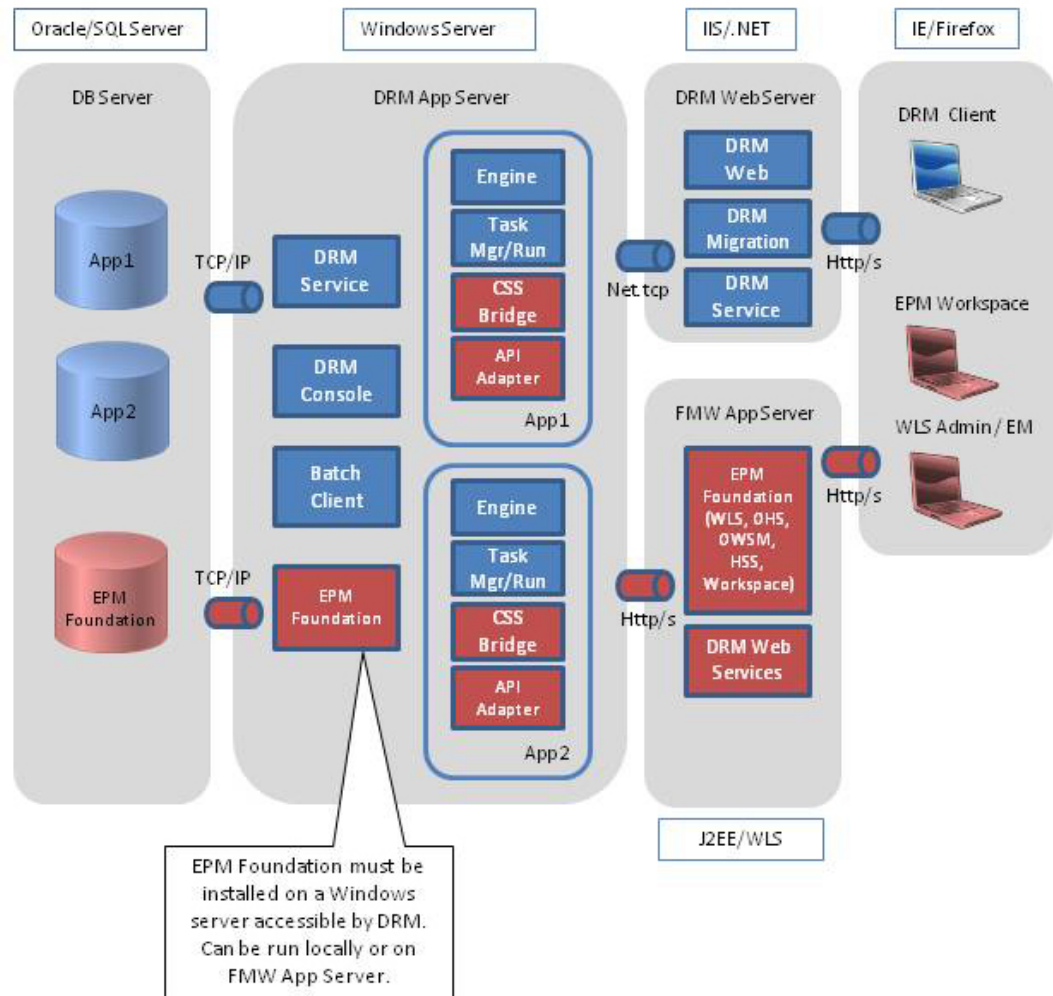 Oracle/SQLServer
Windows Server
IIS/.NET
IE/Firefox
DB Server
App1
App2
EPM
Foundation
TCP/IP
TCP/IP
DRM App Server
DRM
Service
DRM
Console
Batch
Client
EPM
Foundation
Engine
Task
Mgr/Run
CSS
Bridge
API
Adapter
App1
Engine
Task
Mgr/Run
CSS
Bridge
API
Adapter
App2
Net.tcp
Http/s
DRM WebServer
DRM
Web
DRM
Migration
DRM
Service
FMW AppServer
EPM
Foundation
(WLS, OHS,
OWSM,
HSS,
Workspace)
DRM Web
Services
J2EE/WLS
Http/s
Http/s
DRM Client
EPM Workspace
WLS Admin / EM
EPM Foundation must be
installed on a Windows
server accessible by DRM.
Can be run locally or on
FMW App Server.